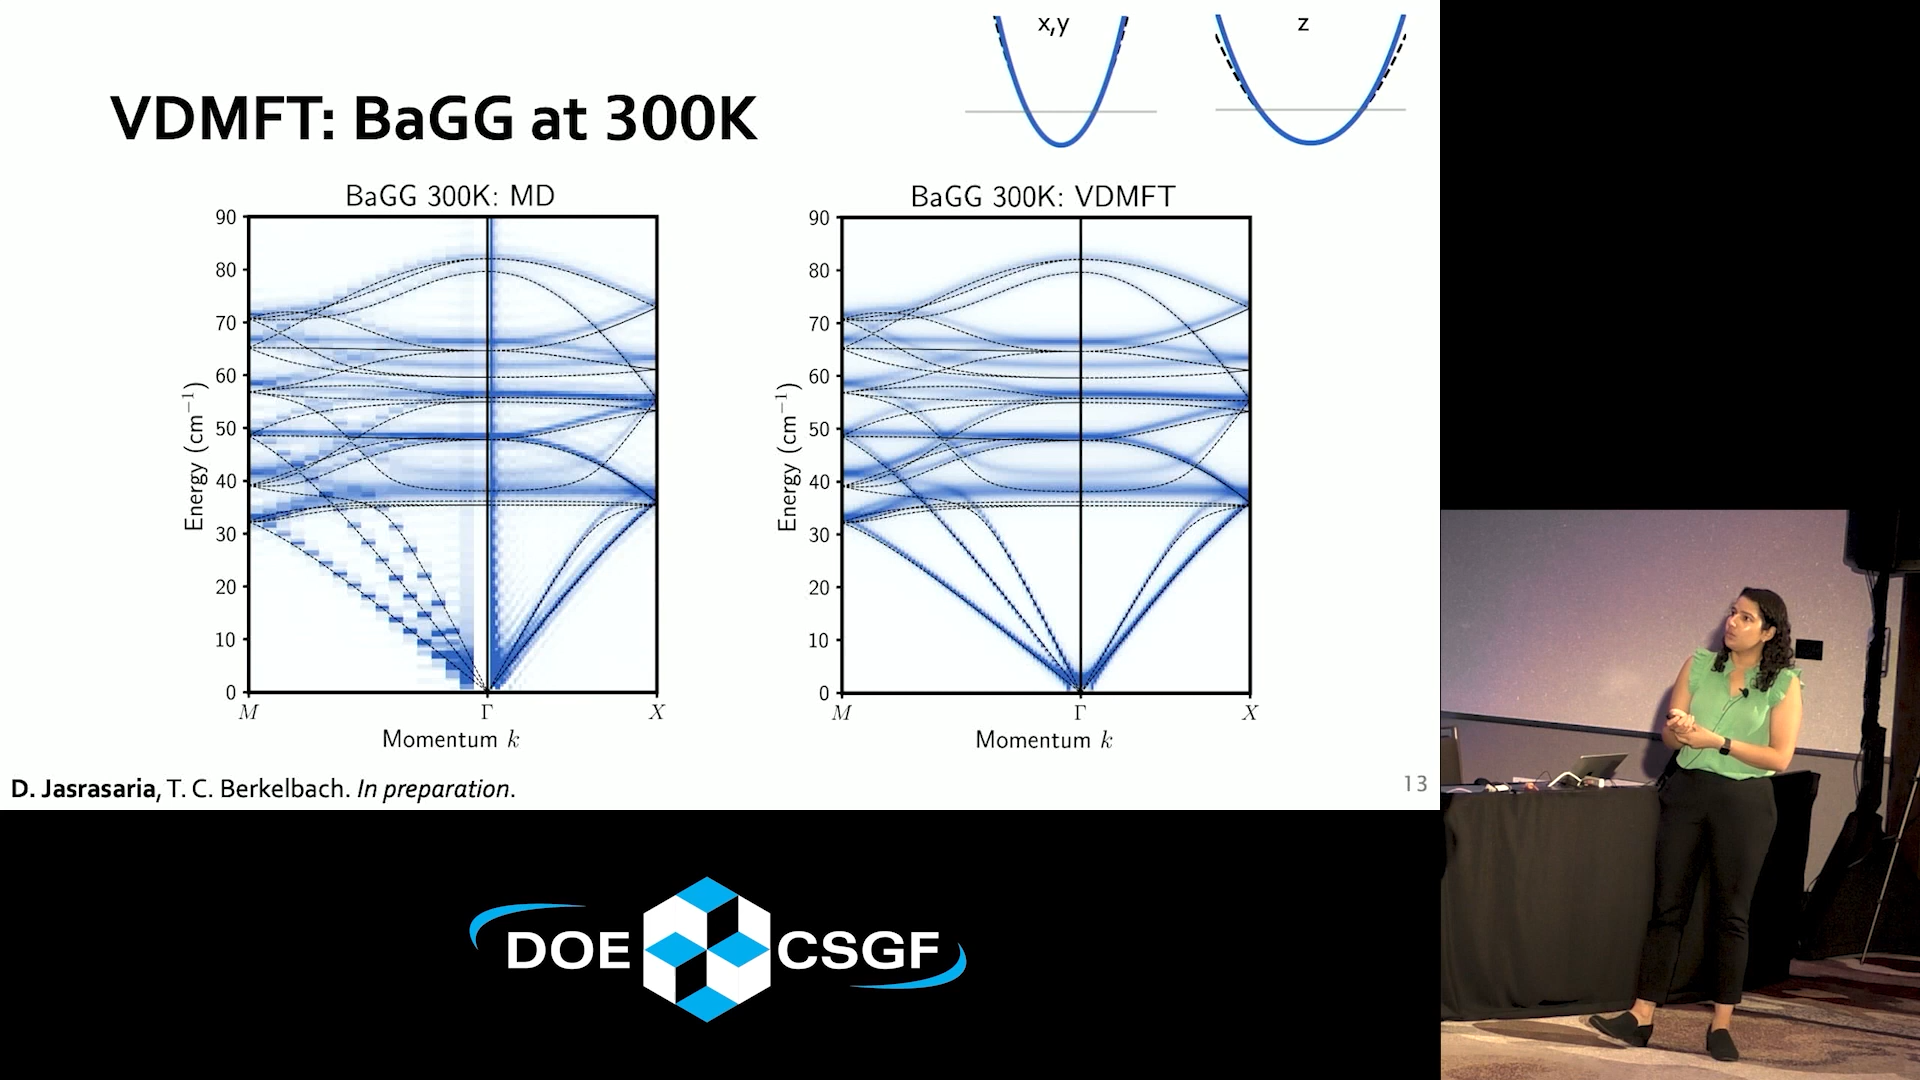 x,y
z
VDMFT: BaGG at 300K
BaGG 300K: MD
90
80
70
60
50
40
30
20
10
0
Energy (cm⁻¹)
M
Γ
X
Momentum k
BaGG 300K: VDMFT
90
80
70
60
50
40
30
20
10
0
Energy (cm⁻¹)
M
Γ
X
Momentum k
D. Jasrasaria, T. C. Berkelbach. In preparation.
13
DOE CSGF